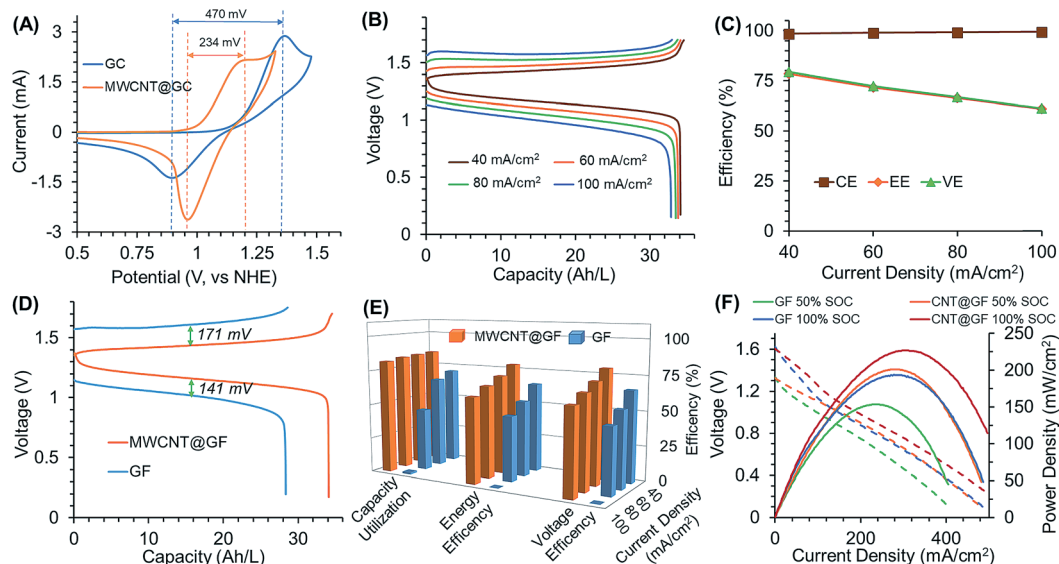 (A)
470 mV
234 mV
GC
MWCNT@GC
Current (mA)
3
1.5
0
-1.5
-3
0.5
0.75
1
1.25
1.5
Potential (V, vs NHE)
(B)
Voltage (V)
1.5
1
0.5
0
40 mA/cm²
60 mA/cm²
80 mA/cm²
100 mA/cm²
0
10
20
30
Capacity (Ah/L)
(C)
Efficiency (%)
100
75
50
25
0
CE
EE
VE
40
60
80
100
Current Density (mA/cm²)
(D)
171 mV
141 mV
MWCNT@GF
GF
Voltage (V)
1.5
1
0.5
0
0
10
20
30
Capacity (Ah/L)
(E)
MWCNT@GF
GF
100
75
50
25
0
Efficency (%)
Capacity
Utilization
Energy
Efficency
Voltage
Efficency
40
60
80
100
Current Density
(mA/cm²)
(F)
GF 50% SOC
CNT@GF 50% SOC
GF 100% SOC
CNT@GF 100% SOC
Voltage (V)
1.6
1.2
0.8
0.4
0
250
200
150
100
50
0
Power Density (mW/cm²)
0
200
400
Current Density (mA/cm²)